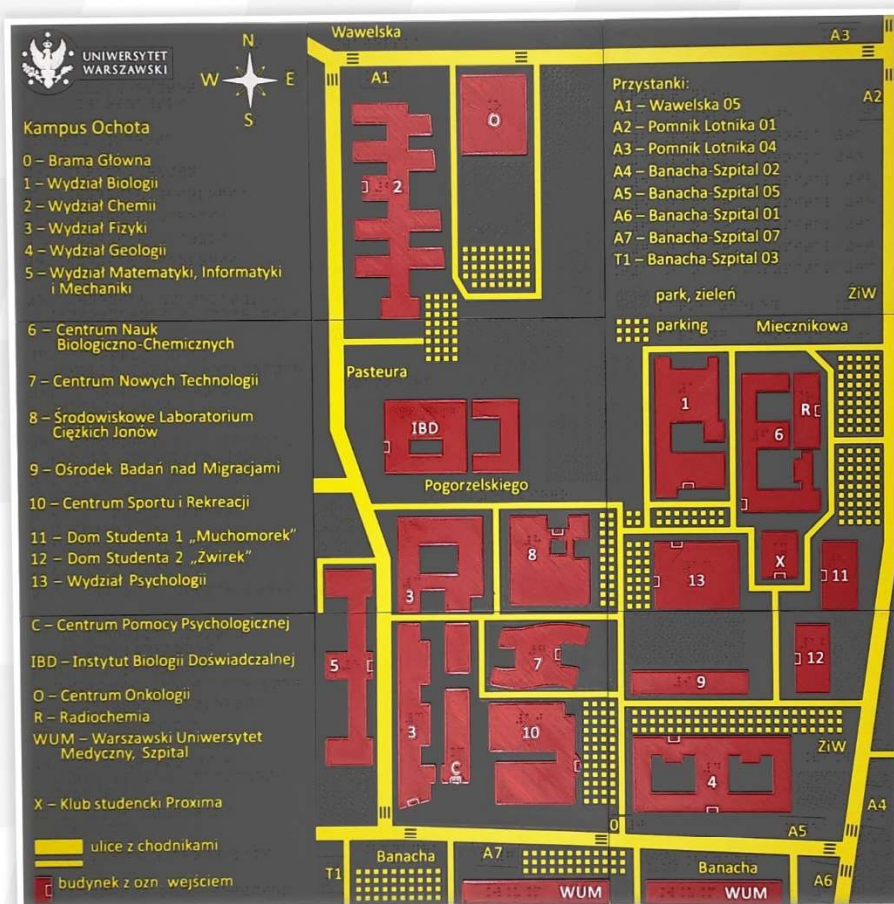 UNIWERSYTET
WARSZAWSKI
N
W
E
S
Kampus Ochota
0 – Brama Główna
1 – Wydział Biologii
2 – Wydział Chemii
3 – Wydział Fizyki
4 – Wydział Geologii
5 – Wydział Matematyki, Informatyki
i Mechaniki
6 – Centrum Nauk
Biologiczno-Chemicznych
7 – Centrum Nowych Technologii
8 – Środowiskowe Laboratorium
Ciężkich Jonów
9 – Ośrodek Badań nad Migracjami
10 – Centrum Sportu i Rekreacji
11 – Dom Studenta 1 „Muchomorek”
12 – Dom Studenta 2 „Żwirek”
13 – Wydział Psychologii
C – Centrum Pomocy Psychologicznej
IBD – Instytut Biologii Doświadczalnej
O – Centrum Onkologii
R – Radiochemia
WUM – Warszawski Uniwersytet
Medyczny, Szpital
X – Klub studencki Proxima
ulice z chodnikami
budynek z ozn. wejściem
Wawelska
A3
A1
A2
O
2
Przystanki:
A1 – Wawelska 05
A2 – Pomnik Lotnika 01
A3 – Pomnik Lotnika 04
A4 – Banacha-Szpital 02
A5 – Banacha-Szpital 05
A6 – Banacha-Szpital 01
A7 – Banacha-Szpital 07
T1 – Banacha-Szpital 03
park, zieleń
ŻiW
parking
Miecznikowa
Pasteura
1
R
6
IBD
Pogorzelskiego
8
3
13
X
11
5
7
12
9
3
10
C
4
ŻiW
A4
0
A5
T1
Banacha
A7
Banacha
A6
WUM
WUM